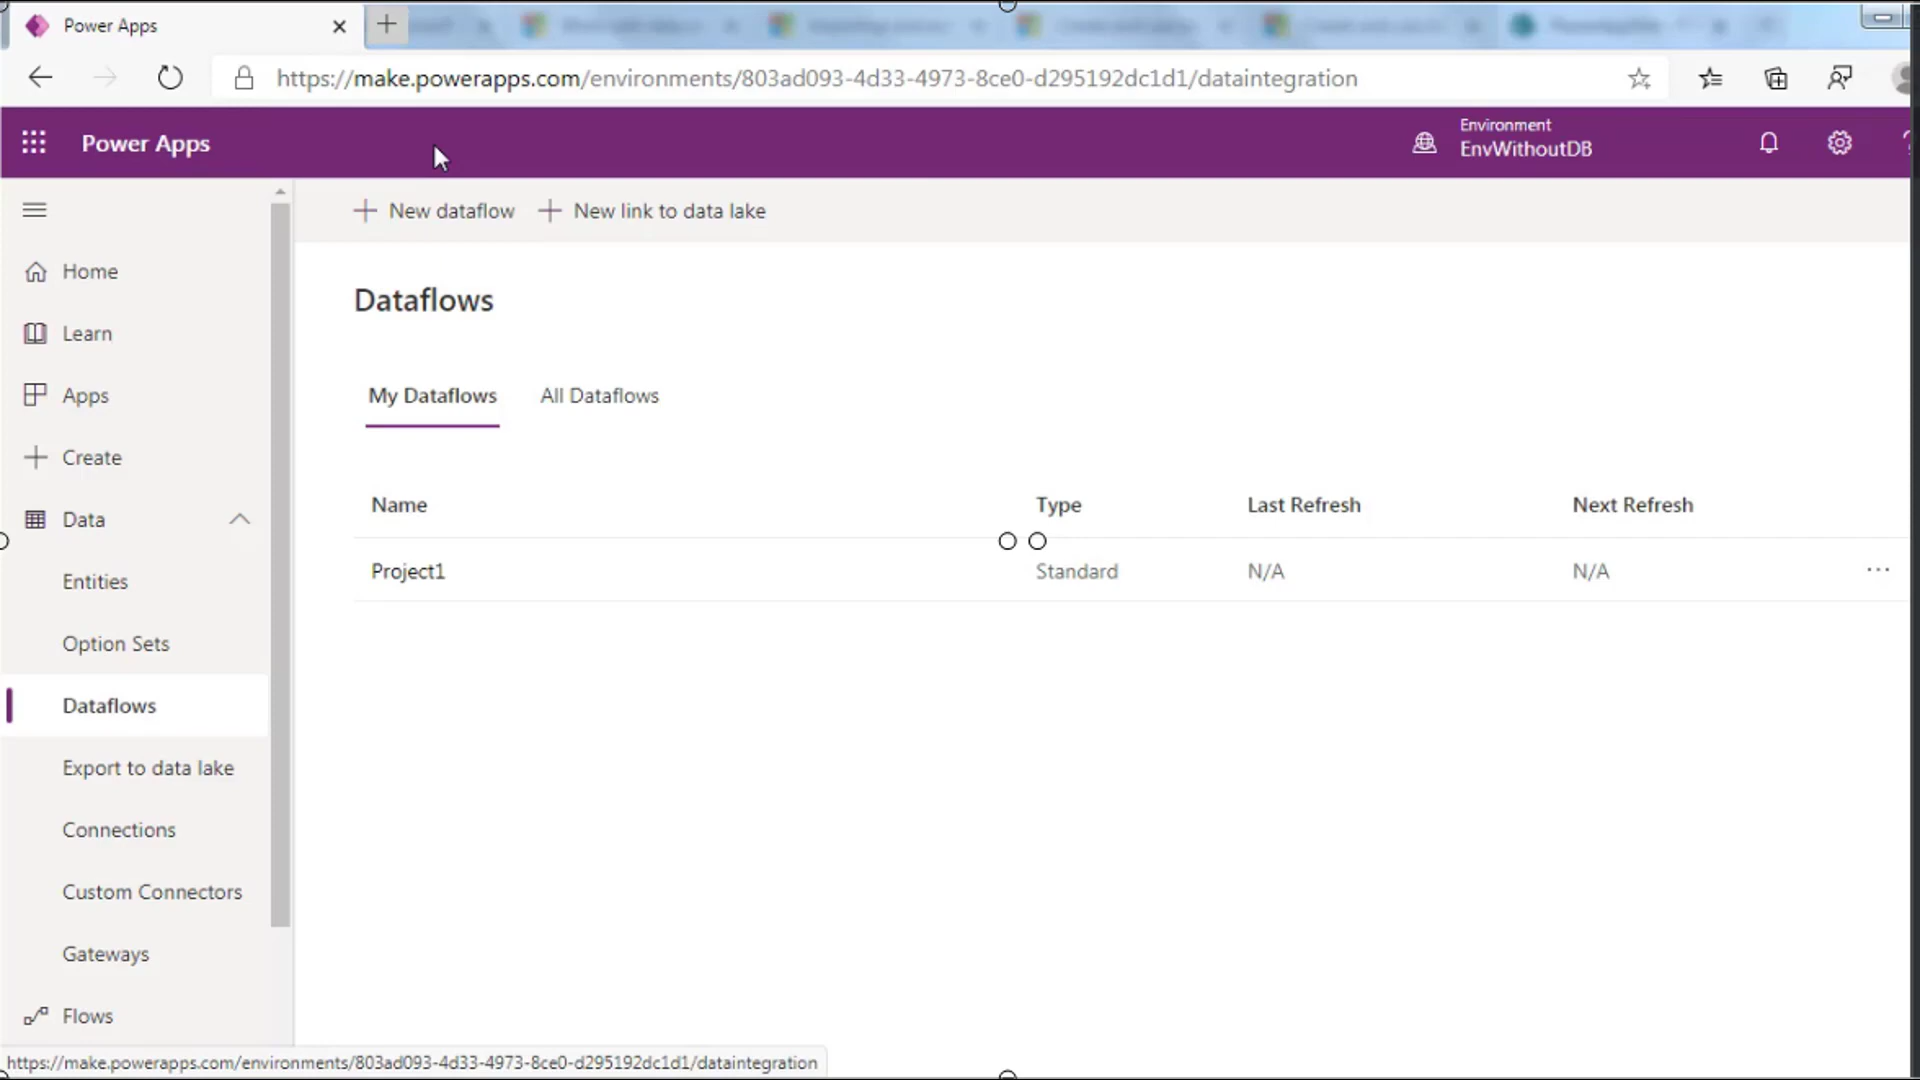 Power Apps
https://make.powerapps.com/environments/803ad093-4d33-4973-8ce0-d295192dc1d1/dataintegration
Power Apps
Environment
EnvWithoutDB
New dataflow
New link to data lake
Home
Learn
Apps
Create
Data
Entities
Option Sets
Dataflows
Export to data lake
Connections
Custom Connectors
Gateways
Flows
Dataflows
My Dataflows
All Dataflows
Name Type Last Refresh Next Refresh
Project1 Standard N/A N/A
https://make.powerapps.com/environments/803ad093-4d33-4973-8ce0-d295192dc1d1/dataintegration